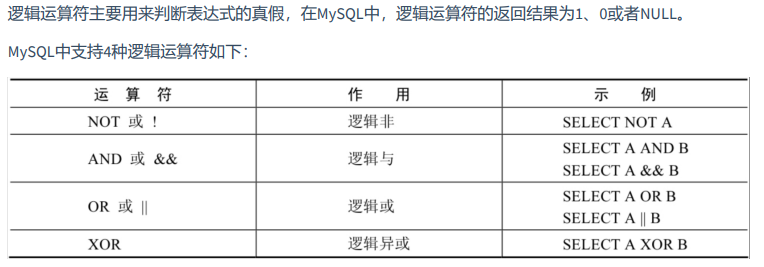 逻辑运算符主要用来判断表达式的真假，在MySQL中，逻辑运算符的返回结果为1、0或者NULL。
MySQL中支持4种逻辑运算符如下：
运 算 符 作 用 示 例
NOT 或 ! 逻辑非 SELECT NOT A
AND 或 && 逻辑与 SELECT A AND B
SELECT A && B
OR 或 || 逻辑或 SELECT A OR B
SELECT A || B
XOR 逻辑异或 SELECT A XOR B